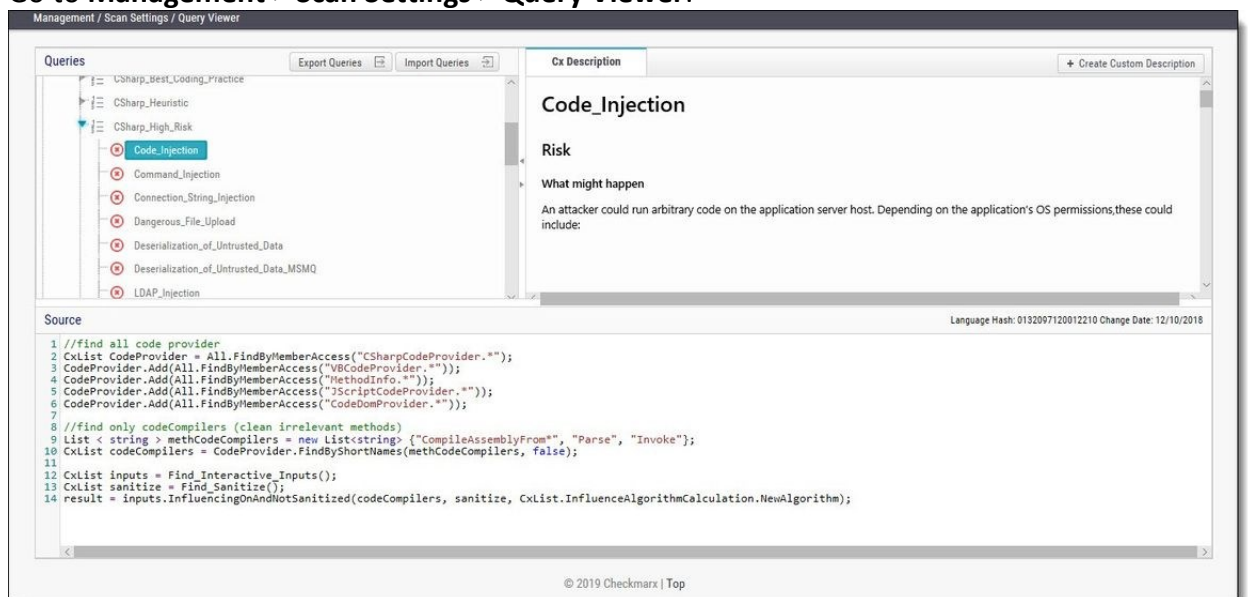 Go to Management > Scan Settings > Query Viewer.
Management / Scan Settings / Query Viewer
Queries
Export Queries
Import Queries
CSharp_Best_Coding_Practice
CSharp_Heuristic
CSharp_High_Risk
Code_Injection
Command_Injection
Connection_String_Injection
Dangerous_File_Upload
Deserialization_of_Untrusted_Data
Deserialization_of_Untrusted_Data_MSMQ
LDAP_Injection
Cx Description
+ Create Custom Description
Code_Injection
Risk
What might happen
An attacker could run arbitrary code on the application server host. Depending on the application's OS permissions,these could
include:
Source
Language Hash: 0132097120012210 Change Date: 12/10/2018
1 //find all code provider
2 CxList CodeProvider = All.FindByMemberAccess("CSharpCodeProvider.*");
3 CodeProvider.Add(All.FindByMemberAccess("VBCodeProvider.*"));
4 CodeProvider.Add(All.FindByMemberAccess("MethodInfo.*"));
5 CodeProvider.Add(All.FindByMemberAccess("JScriptCodeProvider.*"));
6 CodeProvider.Add(All.FindByMemberAccess("CodeDomProvider.*"));
7
8 //find only codeCompilers (clean irrelevant methods)
9 List < string > methCodeCompilers = new List<string> {"CompileAssemblyFrom*", "Parse", "Invoke"};
10 CxList codeCompilers = CodeProvider.FindByShortNames(methCodeCompilers, false);
11
12 CxList inputs = Find_Interactive_Inputs();
13 CxList sanitize = Find_Sanitize();
14 result = inputs.InfluencingOnAndNotSanitized(codeCompilers, sanitize, CxList.InfluenceAlgorithmCalculation.NewAlgorithm);
© 2019 Checkmarx | Top